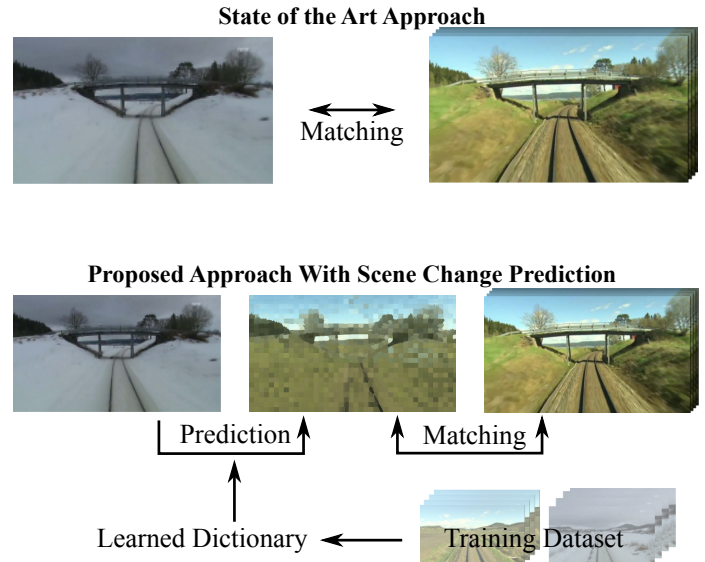 State of the Art Approach
Matching
Proposed Approach With Scene Change Prediction
Prediction
Matching
Learned Dictionary
Training Dataset